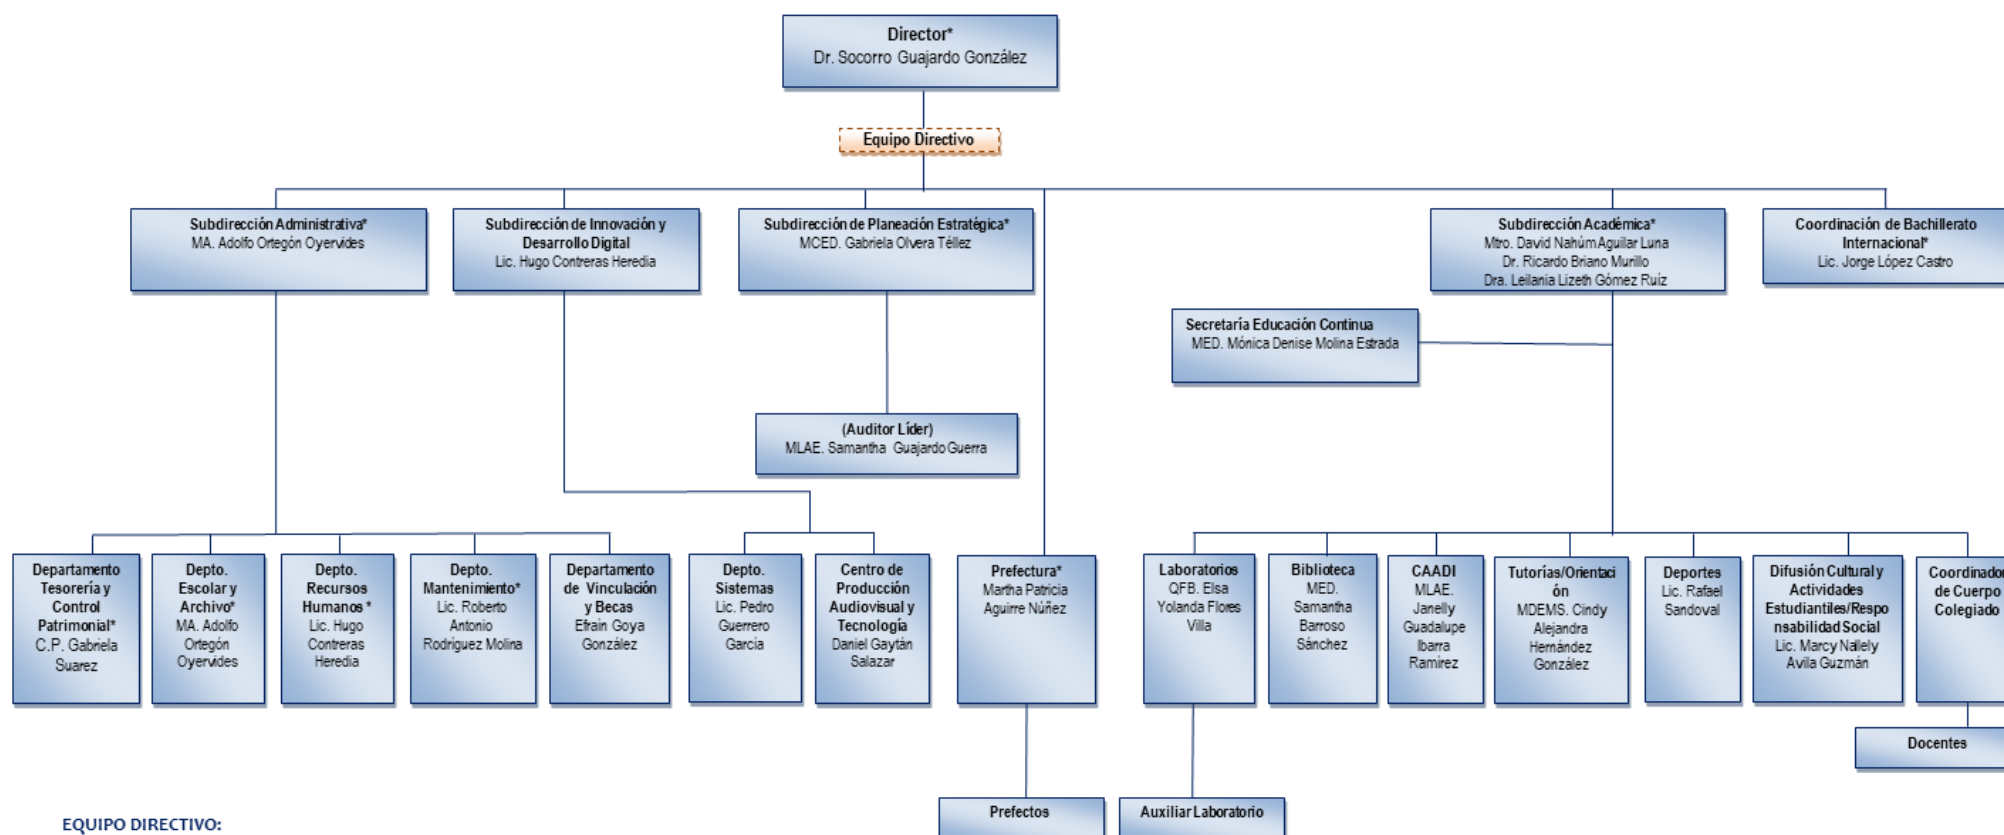 Director*
Dr. Socorro Guajardo González
Equipo Directivo
Subdirección Administrativa*
MA. Adolfo Ortegón Oyervides
Subdirección de Innovación y
Desarrollo Digital
Lic. Hugo Contreras Heredia
Subdirección de Planeación Estratégica*
MCED. Gabriela Olvera Téllez
Subdirección Académica*
Mtro. David Nahúm Aguilar Luna
Dr. Ricardo Briano Murillo
Dra. Leilania Lizeth Gómez Ruíz
Coordinación de Bachillerato
Internacional*
Lic. Jorge López Castro
Secretaría Educación Continua
MED. Mónica Denise Molina Estrada
(Auditor Líder)
MLAE. Samantha Guajardo Guerra
Departamento
Tesorería y
Control
Patrimonial*
C.P. Gabriela
Suarez
Depto.
Escolar y
Archivo*
MA. Adolfo
Ortegón
Oyervides
Depto.
Recursos
Humanos *
Lic. Hugo
Contreras
Heredia
Depto.
Mantenimiento*
Lic. Roberto
Antonio
Rodríguez Molina
Departamento
de Vinculación
y Becas
Efraín Goya
González
Depto.
Sistemas
Lic. Pedro
Guerrero
García
Centro de
Producción
Audiovisual y
Tecnología
Daniel Gaytán
Salazar
Prefectura*
Martha Patricia
Aguirre Núñez
Laboratorios
QFB. Elsa
Yolanda Flores
Villa
Biblioteca
MED.
Samantha
Barroso
Sánchez
CAADI
MLAE.
Janelly
Guadalupe
Ibarra
Ramírez
Tutorías/Orientaci
ón
MDEMS. Cindy
Alejandra
Hernández
González
Deportes
Lic. Rafael
Sandoval
Difusión Cultural y
Actividades
Estudiantiles/Respo
nsabilidad Social
Lic. Marcy Nallely
Avila Guzmán
Coordinador
de Cuerpo
Colegiado
Docentes
Prefectos
Auxiliar Laboratorio
EQUIPO DIRECTIVO: